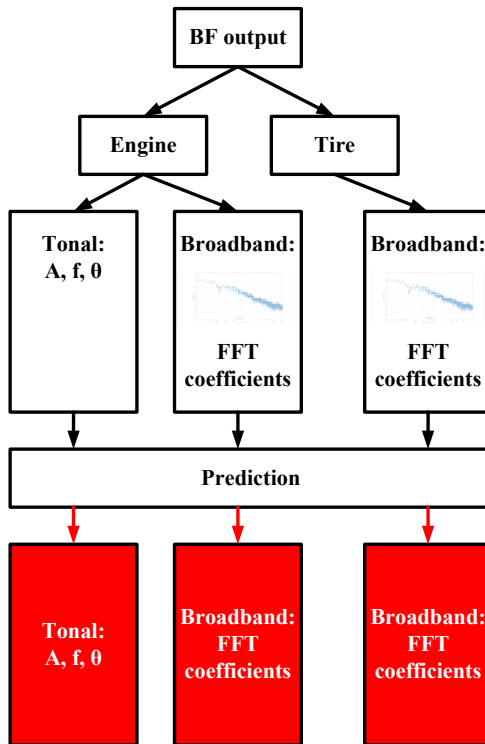 BF output
Engine
Tire
Tonal:
A, f, θ
Broadband:
FFT
coefficients
Broadband:
FFT
coefficients
Prediction
Tonal:
A, f, θ
Broadband:
FFT
coefficients
Broadband:
FFT
coefficients